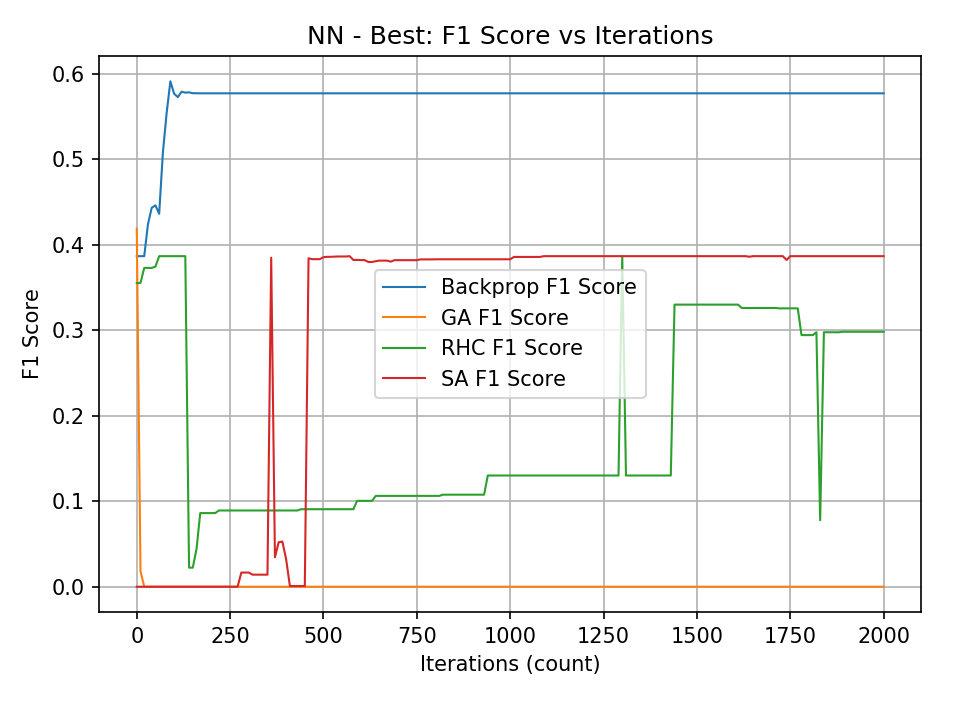 NN - Best: F1 Score vs Iterations
0.6
0.5
0.4
0.3
0.2
0.1
0.0
F1 Score
Backprop F1 Score
GA F1 Score
RHC F1 Score
SA F1 Score
0 250 500 750 1000 1250 1500 1750 2000
Iterations (count)